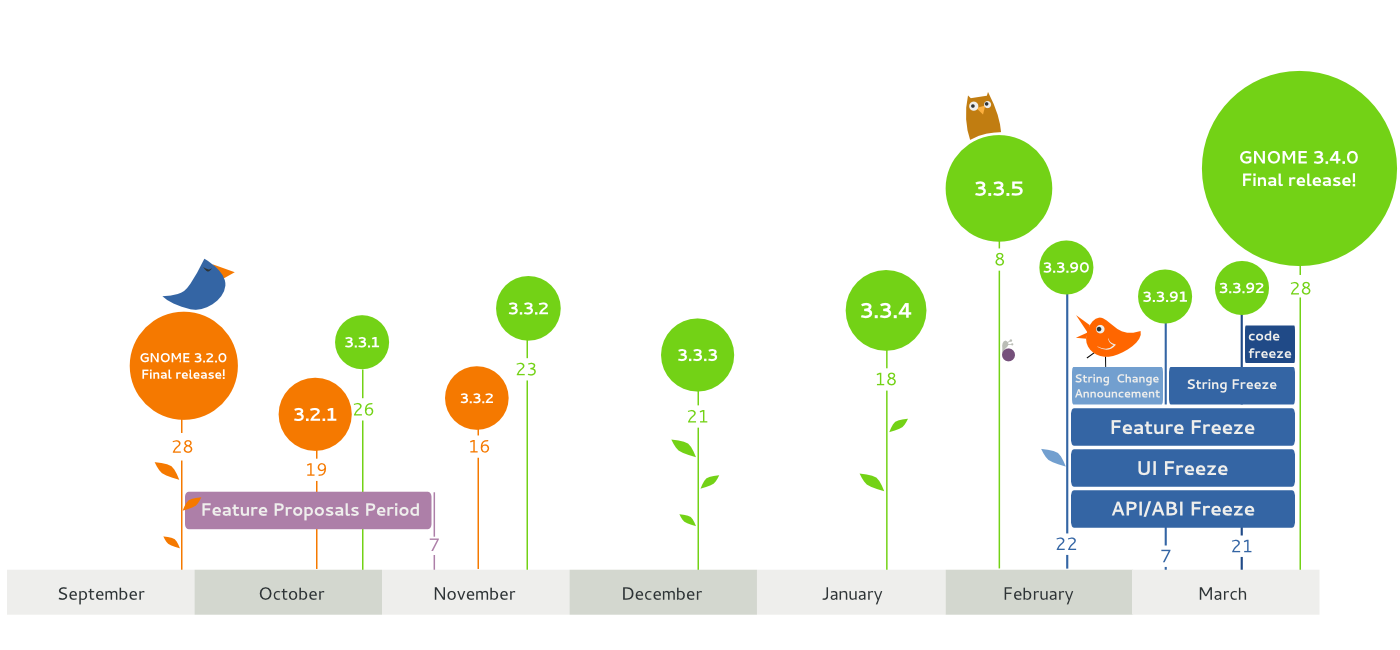 GNOME 3.2.0
Final release!
28
3.2.1
19
3.3.1
26
Feature Proposals Period
7
3.3.2
16
3.3.2
23
3.3.3
21
3.3.4
18
3.3.5
8
3.3.90
22
3.3.91
7
3.3.92
21
GNOME 3.4.0
Final release!
28
code
freeze
String Change
Announcement
String Freeze
Feature Freeze
UI Freeze
API/ABI Freeze
September
October
November
December
January
February
March